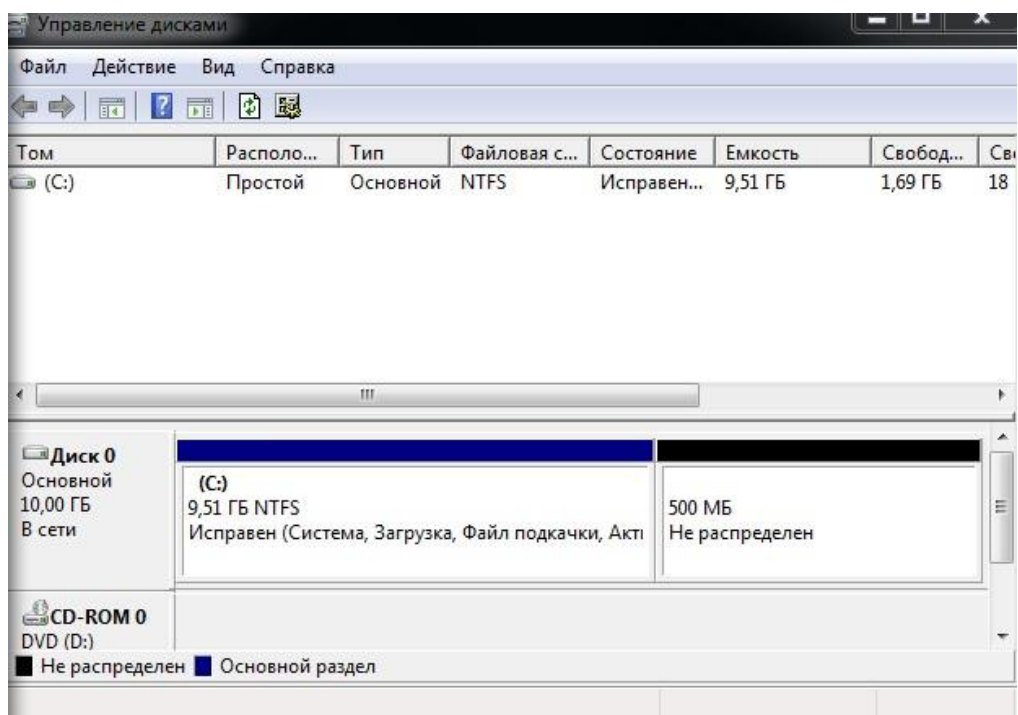 Управление дисками
Файл Действие Вид Справка
Том Располо... Тип Файловая с... Состояние Емкость Свобод... Св
(C:) Простой Основной NTFS Исправен... 9,51 ГБ 1,69 ГБ 18
Диск 0
Основной
10,00 ГБ
В сети
(C:)
9,51 ГБ NTFS
Исправен (Система, Загрузка, Файл подкачки, Акти
500 МБ
Не распределен
CD-ROM 0
DVD (D:)
Не распределен Основной раздел